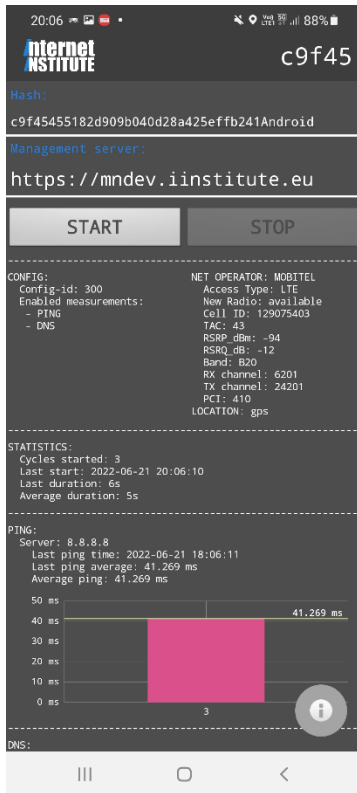 20:06 88%
Internet
INSTITUTE
c9f45
Hash:
c9f45455182d909b040d28a425effb241Android
Management server:
https://mndev.iinstitute.eu
START STOP
CONFIG:
Config-id: 300
Enabled measurements:
- PING
- DNS
NET OPERATOR: MOBITEL
Access Type: LTE
New Radio: available
Cell ID: 129075403
TAC: 43
RSRP_dBm: -94
RSRQ_dB: -12
Band: B20
RX channel: 6201
TX channel: 24201
PCI: 410
LOCATION: gps
STATISTICS:
Cycles started: 3
Last start: 2022-06-21 20:06:10
Last duration: 6s
Average duration: 5s
PING:
Server: 8.8.8.8
Last ping time: 2022-06-21 18:06:11
Last ping average: 41.269 ms
Average ping: 41.269 ms
50 ms
41.269 ms
40 ms
30 ms
20 ms
10 ms
0 ms
3
DNS: